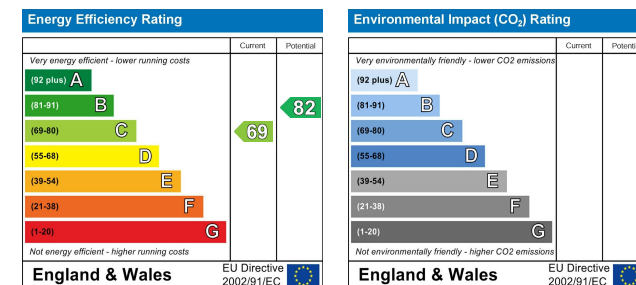 Energy Efficiency Rating
Current Potential
Very energy efficient - lower running costs
(92 plus) A
(81-91) B
82
(69-80) C
69
(55-68) D
(39-54) E
(21-38) F
(1-20) G
Not energy efficient - higher running costs
England & Wales
EU Directive
2002/91/EC
Environmental Impact (CO₂) Rating
Current Potenti
Very environmentally friendly - lower CO2 emissions
(92 plus) A
(81-91) B
(69-80) C
(55-68) D
(39-54) E
(21-38) F
(1-20) G
Not environmentally friendly - higher CO2 emissions
England & Wales
EU Directive
2002/91/EC